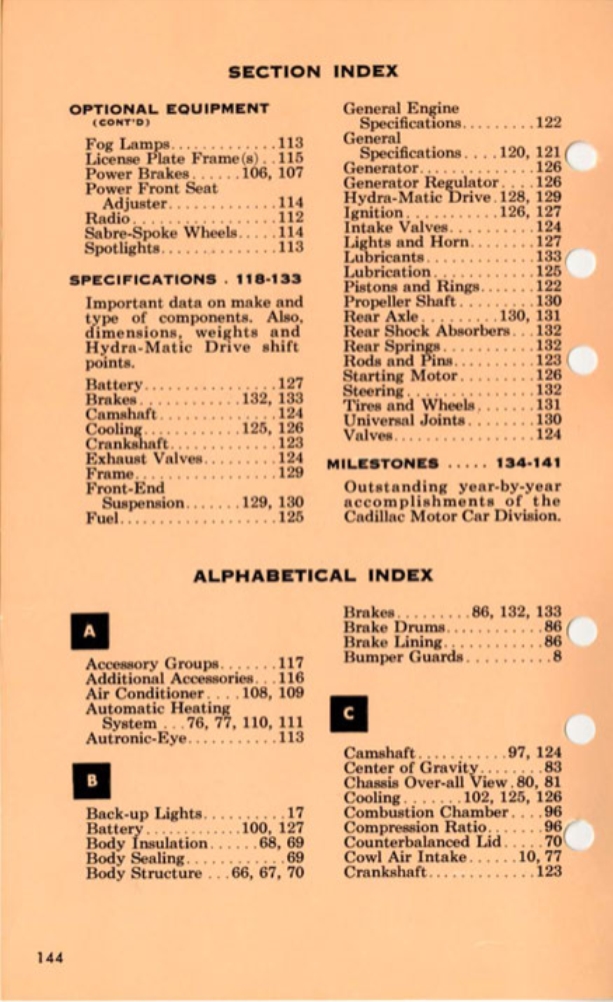 SECTION INDEX
OPTIONAL EQUIPMENT
(CONT'D)
Fog Lamps.............113
License Plate Frame(s)..115
Power Brakes......106, 107
Power Front Seat
Adjuster.............114
Radio..................112
Sabre-Spoke Wheels.....114
Spotlights..............113
SPECIFICATIONS . 118-133
Important data on make and
type of components. Also,
dimensions, weights and
Hydra-Matic Drive shift
points.
Battery................127
Brakes.............132, 133
Camshaft..............124
Cooling............125, 126
Crankshaft.............123
Exhaust Valves.........124
Frame.................129
Front-End
Suspension.......129, 130
Fuel...................125
General Engine
Specifications.........122
General
Specifications....120, 121
Generator..............126
Generator Regulator....126
Hydra-Matic Drive.128, 129
Ignition............126, 127
Intake Valves..........124
Lights and Horn........127
Lubricants.............133
Lubrication............125
Pistons and Rings.......122
Propeller Shaft.........130
Rear Axle.........130, 131
Rear Shock Absorbers...132
Rear Springs...........132
Rods and Pins..........123
Starting Motor.........126
Steering................132
Tires and Wheels.......131
Universal Joints........130
Valves.................124
MILESTONES ..... 134-141
Outstanding year-by-year
accomplishments of the
Cadillac Motor Car Division.
ALPHABETICAL INDEX
A
Accessory Groups.......117
Additional Accessories...116
Air Conditioner....108, 109
Automatic Heating
System ...76, 77, 110, 111
Autronic-Eye...........113
B
Back-up Lights..........17
Battery............100, 127
Body Insulation......68, 69
Body Sealing............69
Body Structure ...66, 67, 70
Brakes.........86, 132, 133
Brake Drums............86
Brake Lining............86
Bumper Guards..........8
C
Camshaft...........97, 124
Center of Gravity........83
Chassis Over-all View.80, 81
Cooling.......102, 125, 126
Combustion Chamber....96
Compression Ratio.......96
Counterbalanced Lid.....70
Cowl Air Intake......10, 77
Crankshaft.............123
144